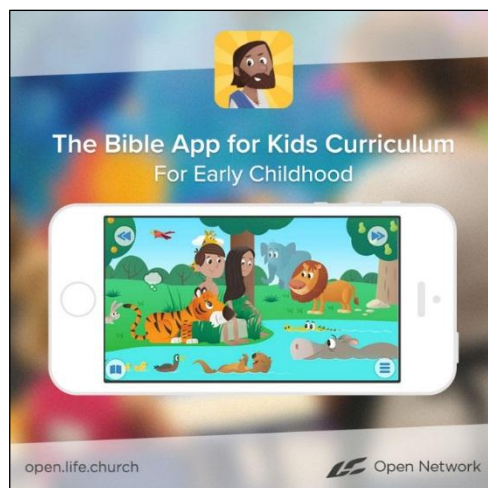 The Bible App for Kids Curriculum
For Early Childhood
open.life.church
Open Network